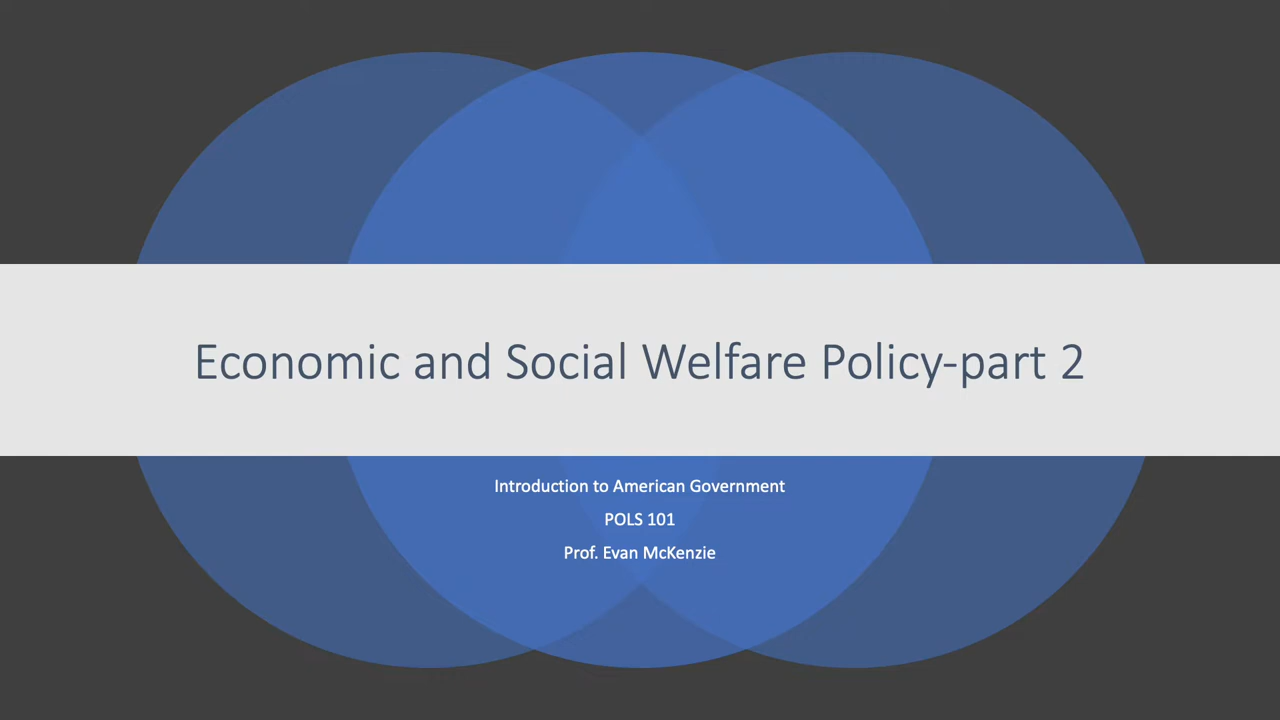 Economic and Social Welfare Policy-part 2
Introduction to American Government
POLS 101
Prof. Evan McKenzie